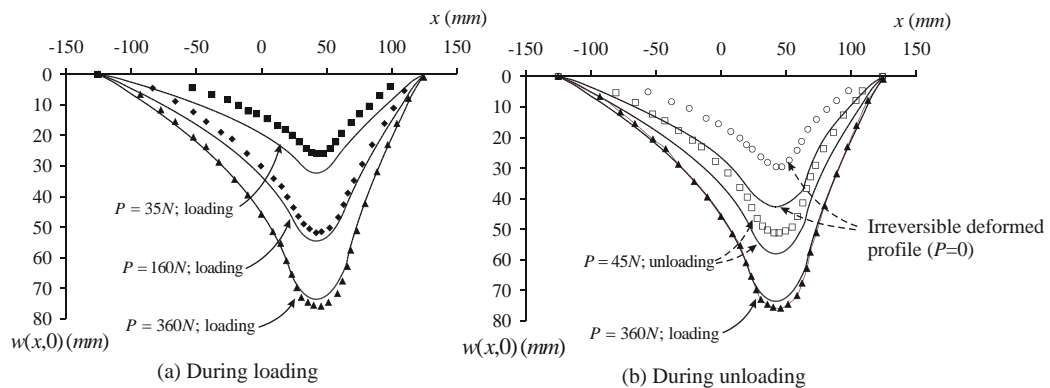 x (mm)
-150 -100 -50 0 50 100 150
0
10
20
30
40
50
60
70
80
P = 35N; loading
P = 160N; loading
P = 360N; loading
w(x,0) (mm)
(a) During loading
x (mm)
-150 -100 -50 0 50 100 150
0
10
20
30
40
50
60
70
80
Irreversible deformed
profile (P=0)
P = 45N; unloading
P = 360N; loading
w(x,0) (mm)
(b) During unloading